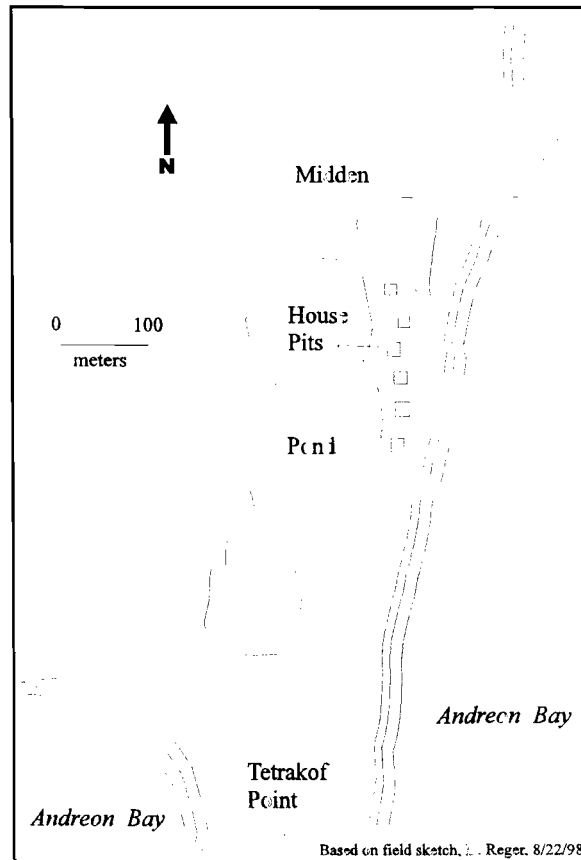 N
Midden
House
Pits
0 100
meters
Pond
Andreon Bay
Tetrakof
Point
Andreon Bay
Based on field sketch, Reger, 8/22/98